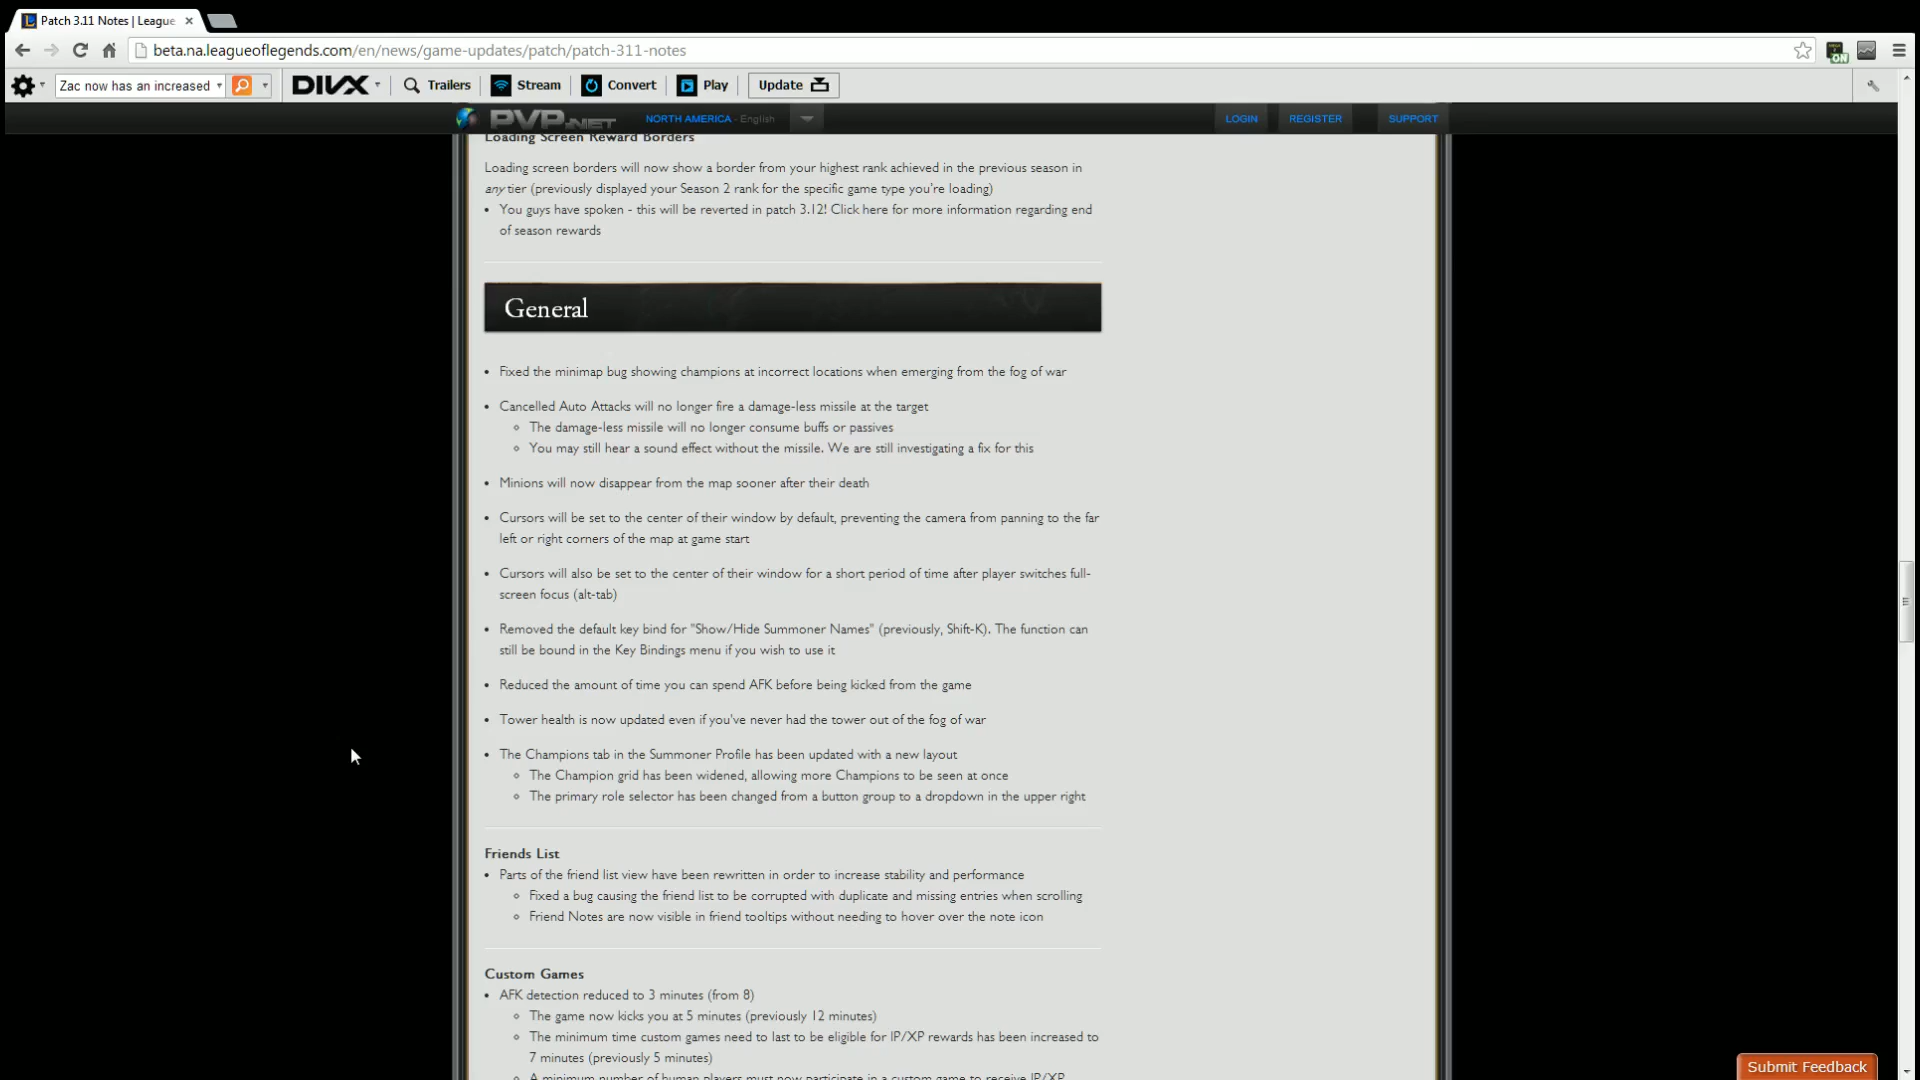 Patch 3.11 Notes | League
beta.na.leagueoflegends.com/en/news/game-updates/patch/patch-311-notes
ON
Zac now has an increased
DIVX
Trailers
Stream
Convert
Play
Update
PVP.NET
NORTH AMERICA - English
LOGIN
REGISTER
SUPPORT
Loading Screen Reward Borders
Loading screen borders will now show a border from your highest rank achieved in the previous season in
any tier (previously displayed your Season 2 rank for the specific game type you're loading)
• You guys have spoken - this will be reverted in patch 3.12! Click here for more information regarding end
of season rewards
General
• Fixed the minimap bug showing champions at incorrect locations when emerging from the fog of war
• Cancelled Auto Attacks will no longer fire a damage-less missile at the target
◦ The damage-less missile will no longer consume buffs or passives
◦ You may still hear a sound effect without the missile. We are still investigating a fix for this
• Minions will now disappear from the map sooner after their death
• Cursors will be set to the center of their window by default, preventing the camera from panning to the far
left or right corners of the map at game start
• Cursors will also be set to the center of their window for a short period of time after player switches full-
screen focus (alt-tab)
• Removed the default key bind for "Show/Hide Summoner Names" (previously, Shift-K). The function can
still be bound in the Key Bindings menu if you wish to use it
• Reduced the amount of time you can spend AFK before being kicked from the game
• Tower health is now updated even if you've never had the tower out of the fog of war
• The Champions tab in the Summoner Profile has been updated with a new layout
◦ The Champion grid has been widened, allowing more Champions to be seen at once
◦ The primary role selector has been changed from a button group to a dropdown in the upper right
Friends List
• Parts of the friend list view have been rewritten in order to increase stability and performance
◦ Fixed a bug causing the friend list to be corrupted with duplicate and missing entries when scrolling
◦ Friend Notes are now visible in friend tooltips without needing to hover over the note icon
Custom Games
• AFK detection reduced to 3 minutes (from 8)
◦ The game now kicks you at 5 minutes (previously 12 minutes)
◦ The minimum time custom games need to last to be eligible for IP/XP rewards has been increased to
7 minutes (previously 5 minutes)
◦ A minimum number of human players must now participate in a custom game to receive IP/XP
Submit Feedback